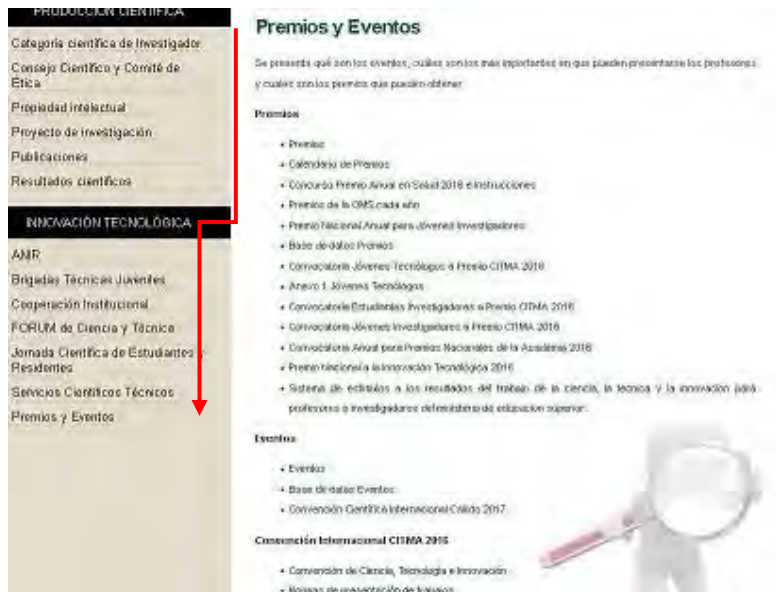 PRODUCCIÓN CIENTÍFICA
Categoría científica de Investigador
Consejo Científico y Comité de
Ética
Propiedad intelectual
Proyecto de investigación
Publicaciones
Resultados científicos
INNOVACIÓN TECNOLÓGICA
ANIR
Brigadas Técnicas Juveniles
Cooperación Institucional
FORUM de Ciencia y Técnica
Jornada Científica de Estudiantes y
Residentes
Servicios Científicos Técnicos
Premios y Eventos
Premios y Eventos
Se presenta qué son los eventos, cuáles son los más importantes en que pueden presentarse los profesores
y cuales son los premios que pueden obtener.
Premios
Premios
Calendario de Premios
Concurso Premio Anual en Salud 2016 e instrucciones
Premios de la OMS cada año
Premio Nacional Anual para Jóvenes Investigadores
Base de datos Premios
Convocatoria Jóvenes Tecnólogos a Premio CITMA 2016
Anexo 1 Jóvenes Tecnólogos
Convocatoria Estudiantes Investigadores a Premio CITMA 2016
Convocatoria Jóvenes Investigadores a Premio CITMA 2016
Convocatoria Anual para Premios Nacionales de la Academia 2016
Premio Nacional a la Innovación Tecnológica 2016
Sistema de estímulos a los resultados del trabajo de la ciencia, la técnica y la innovación para
profesores e investigadores del ministerio de educación superior.
Eventos
Eventos
Base de datos Eventos
Convención Científica Internacional Calido 2017
Convención Internacional CITMA 2016
Convención de Ciencia, Tecnología e Innovación
Normas de presentación de trabajos